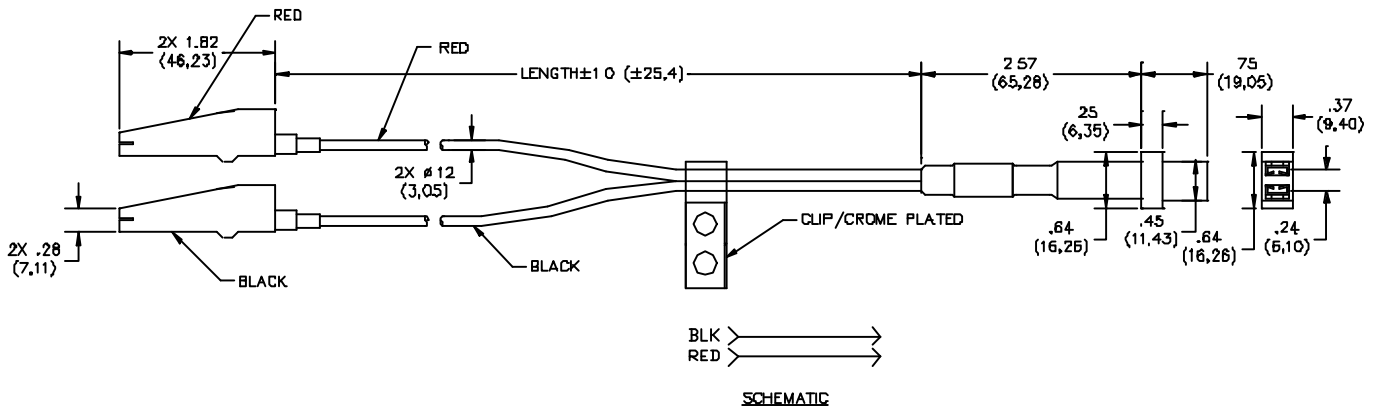 RED
2X 1.82
(46,23)
RED
LENGTH±1 0 (±25,4)
2 57
(65,28)
.75
(19,05)
.25
(6,35)
.37
(9,40)
2X ø 12
(3,05)
2X .28
(7,11)
BLACK
BLACK
CLIP/CROME PLATED
.64
(16,26)
.45
(11,43)
.64
(16,26)
.24
(6,10)
BLK
RED
SCHEMATIC